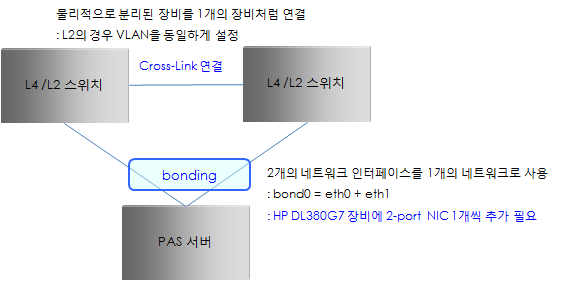 물리적으로 분리된 장비를 1개의 장비처럼 연결
: L2의 경우 VLAN을 동일하게 설정
Cross-Link 연결
L4 /L2 스위치
L4 /L2 스위치
bonding
2개의 네트워크 인터페이스를 1개의 네트워크로 사용
: bond0 = eth0 + eth1
: HP DL380G7 장비에 2-port NIC 1개씩 추가 필요
PAS 서버